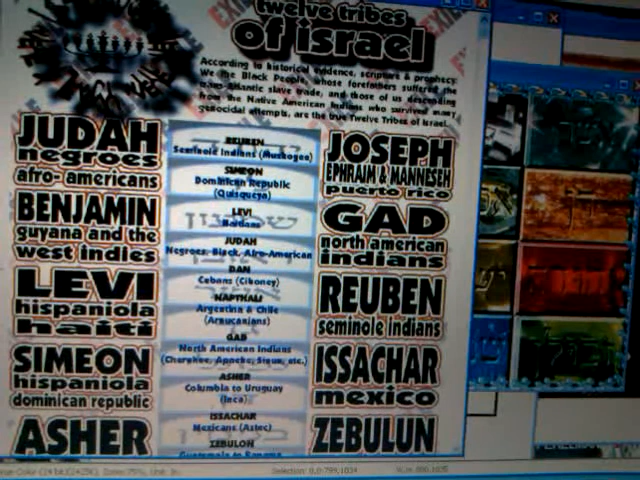 twelve tribes
of israel
According to historical evidence, scripture & prophecy:
We the Black People, whose forefathers suffered the
trans-Atlantic slave trade, and those of us descending
from the Native American Indians who survived many
genocidal attempts, are the true Twelve Tribes of Israel.
JUDAH
negroes
afro-americans
BENJAMIN
guyana and the
west indies
LEVI
hispaniola
haiti
SIMEON
hispaniola
dominican republic
ASHER
REUBEN
Seminole Indians (Muskogee)
SIMEON
Dominican Republic
(Quisqueya)
LEVI
Haitians
JUDAH
Negroes, Black, Afro-American
DAN
Cubans (Ciboney)
NAPTHALI
Argentina & Chile
(Araucanians)
GAD
North American Indians
(Cherokee, Apache, Sioux, etc.)
ASHER
Columbia to Uruguay
(Inca)
ISSACHAR
Mexicans (Aztec)
ZEBULON
Guatemala to Panama
JOSEPH
EPHRAIM & MANNESEH
puerto rico
GAD
north american
indians
REUBEN
seminole indians
ISSACHAR
mexico
ZEBULUN